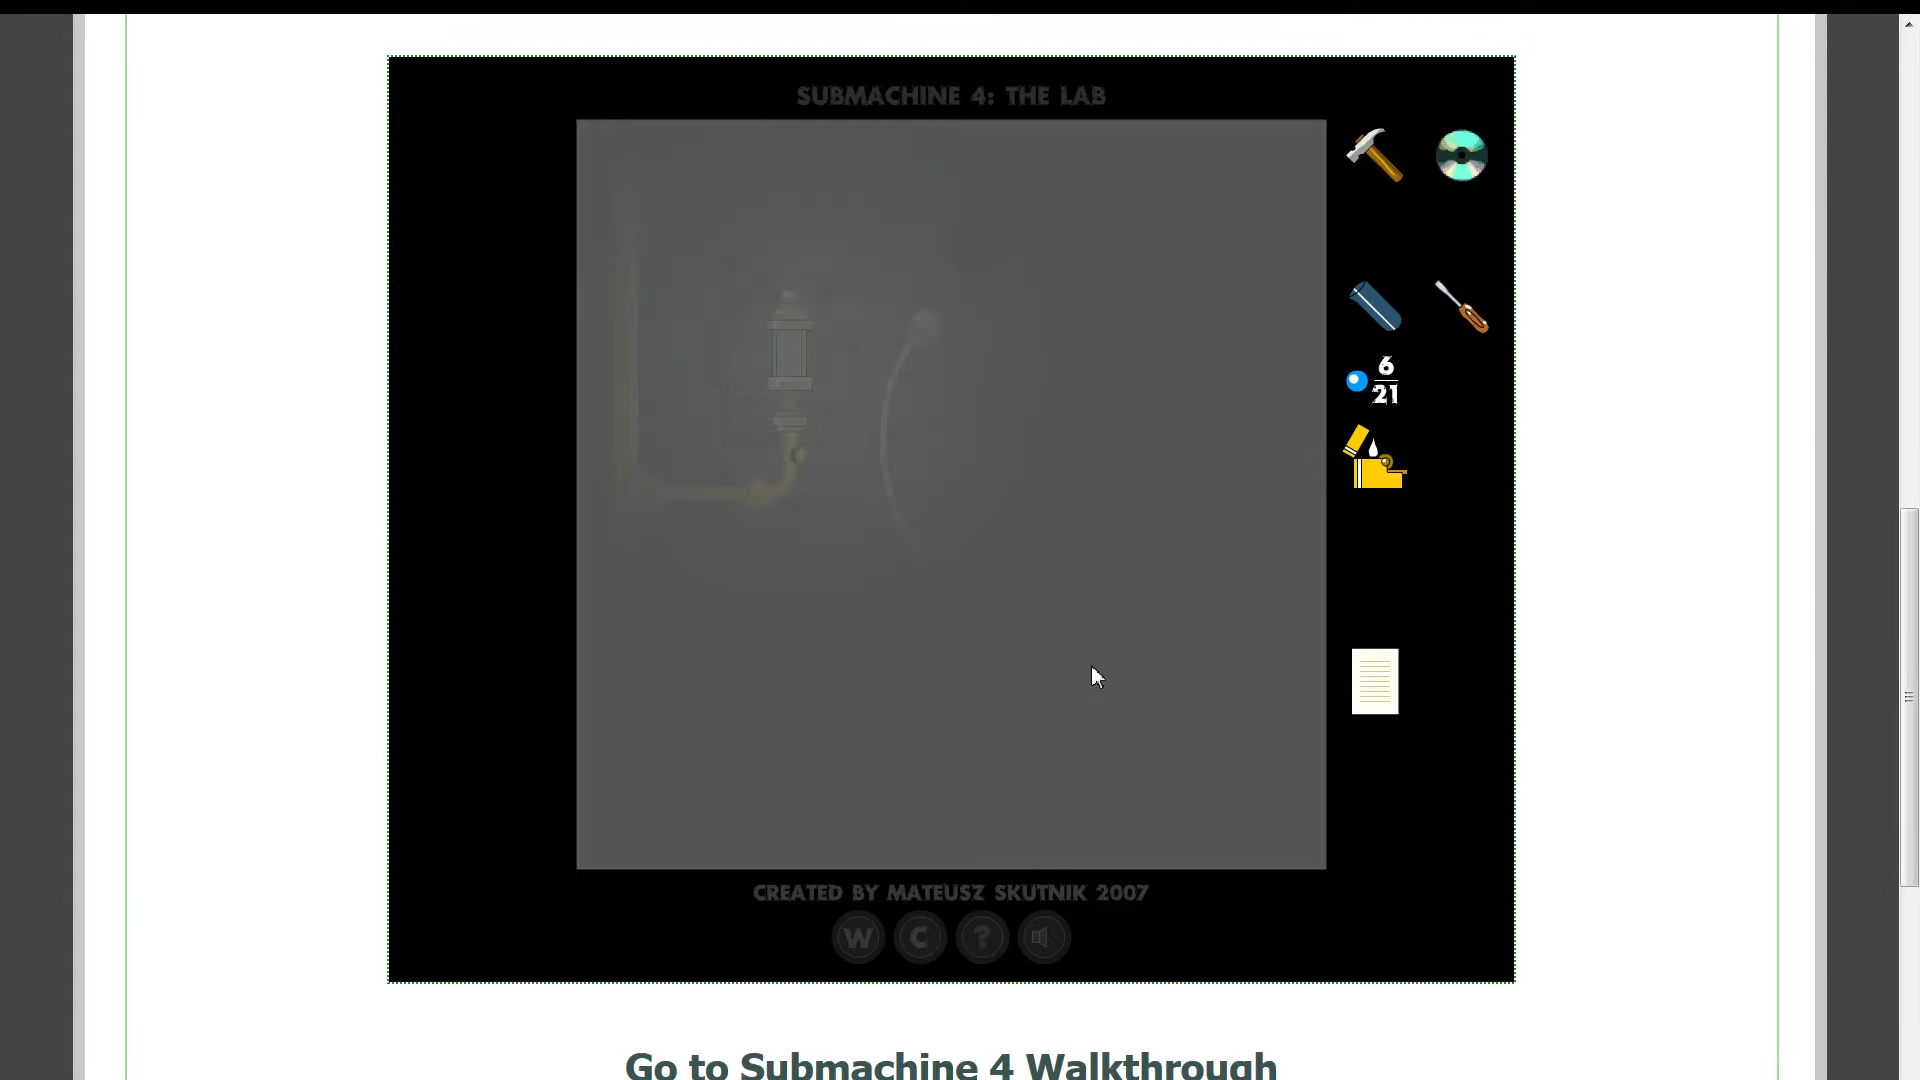 SUBMACHINE 4: THE LAB
6
21
CREATED BY MATEUSZ SKUTNIK 2007
W C ?
Go to Submachine 4 Walkthrough